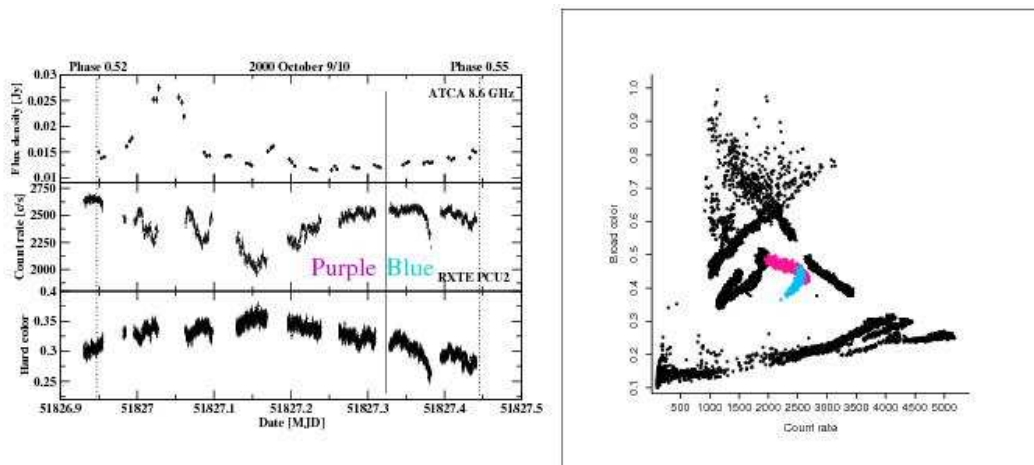 Phase 0.52 2000 October 9/10 Phase 0.55
ATCA 8.6 GHz
Flux density [Jy]
0.03
0.025
0.02
0.015
0.01
Count rate [c/s]
2750
2500
2250
2000
Purple Blue
RXTE PCU2
Hard color
0.4
0.35
0.3
0.25
51826.9 51827 51827.1 51827.2 51827.3 51827.4 51827.5
Date [MJD]
Broad color
1.0
0.9
0.8
0.7
0.6
0.5
0.4
0.3
0.2
0.1
500 1000 1500 2000 2500 3000 3500 4000 4500 5000
Count rate